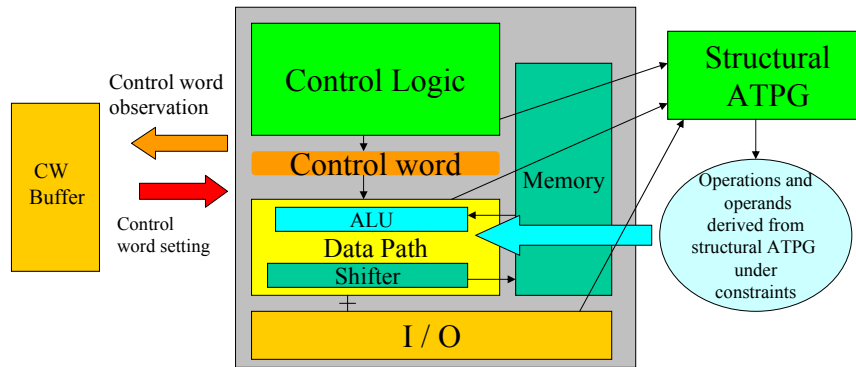 Control word
observation
CW
Buffer
Control
word setting
Control Logic
Control word
ALU
Data Path
Shifter
Memory
I / O
Structural
ATPG
Operations and
operands
derived from
structural ATPG
under
constraints